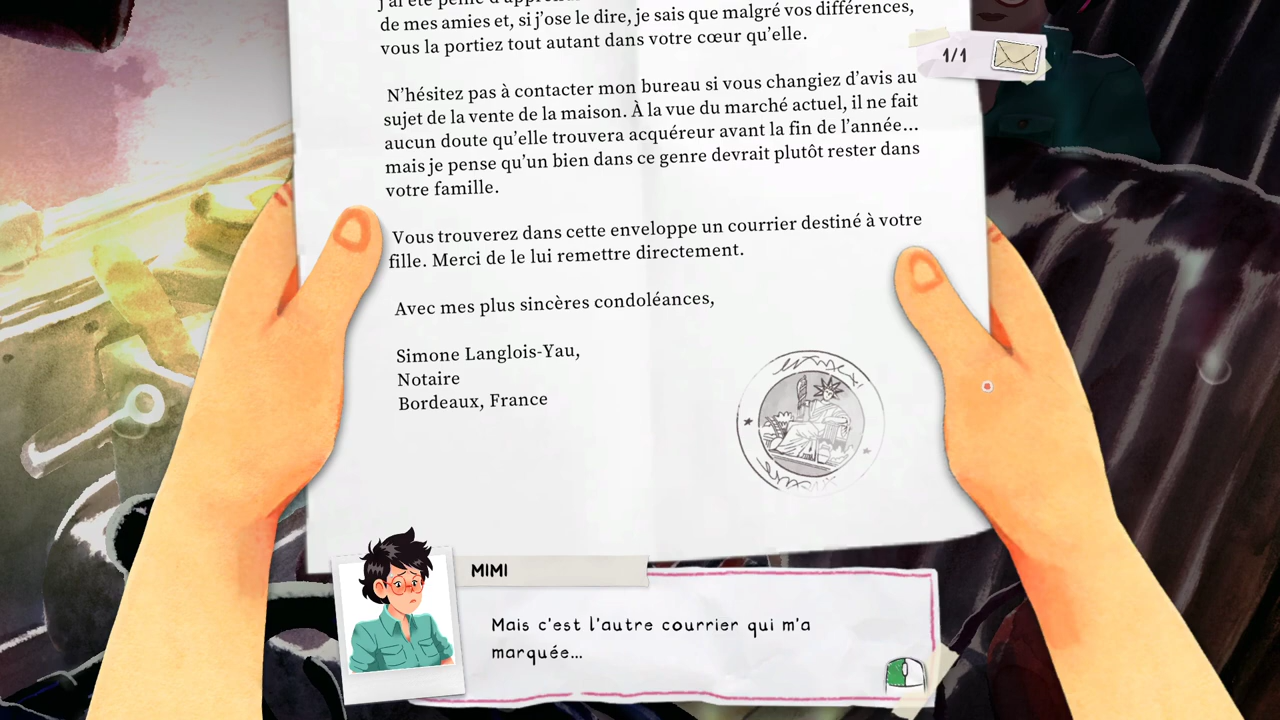 de mes amies et, si j'ose le dire, je sais que malgré vos différences,
vous la portiez tout autant dans votre cœur qu'elle.
1/1
N'hésitez pas à contacter mon bureau si vous changiez d'avis au
sujet de la vente de la maison. À la vue du marché actuel, il ne fait
aucun doute qu'elle trouvera acquéreur avant la fin de l'année...
mais je pense qu'un bien dans ce genre devrait plutôt rester dans
votre famille.
Vous trouverez dans cette enveloppe un courrier destiné à votre
fille. Merci de le lui remettre directement.
Avec mes plus sincères condoléances,
Simone Langlois-Yau,
Notaire
Bordeaux, France
MIMI
Mais c'est l'autre courrier qui m'a
marquée...